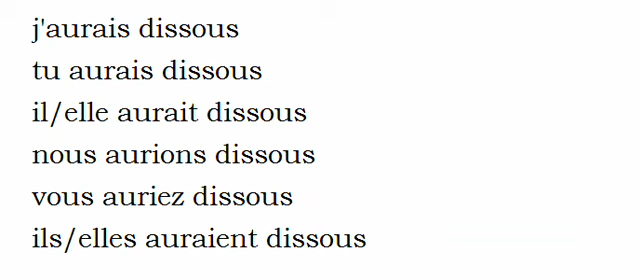 j'aurais dissous
tu aurais dissous
il/elle aurait dissous
nous aurions dissous
vous auriez dissous
ils/elles auraient dissous